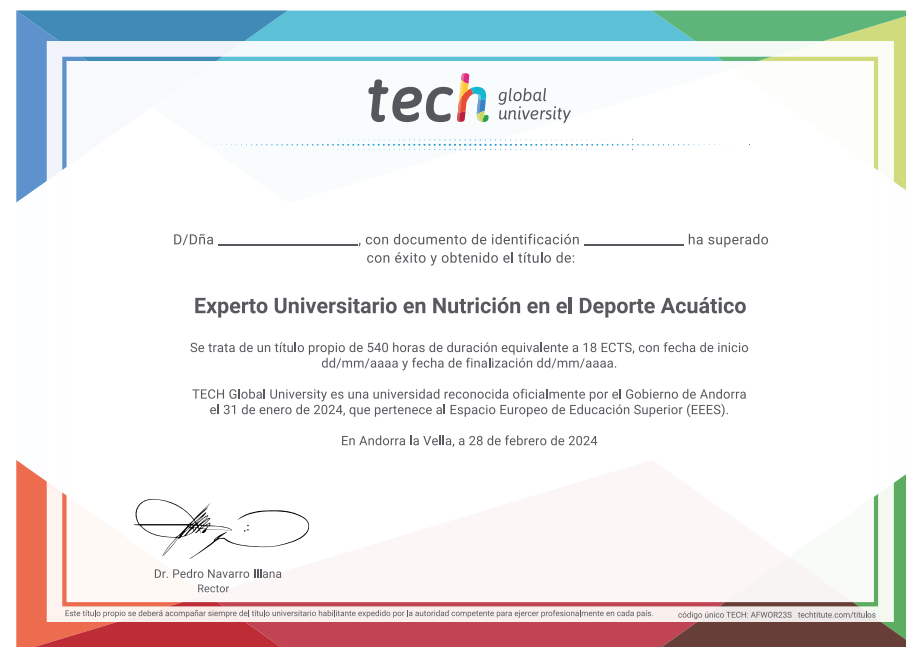 tech global university
D/Dña ____________________, con documento de identificación ______________ ha superado
con éxito y obtenido el título de:
Experto Universitario en Nutrición en el Deporte Acuático
Se trata de un título propio de 540 horas de duración equivalente a 18 ECTS, con fecha de inicio
dd/mm/aaaa y fecha de finalización dd/mm/aaaa.
TECH Global University es una universidad reconocida oficialmente por el Gobierno de Andorra
el 31 de enero de 2024, que pertenece al Espacio Europeo de Educación Superior (EEES).
En Andorra la Vella, a 28 de febrero de 2024
Dr. Pedro Navarro Illana
Rector
Este título propio se deberá acompañar siempre del título universitario habilitante expedido por la autoridad competente para ejercer profesionalmente en cada país.
código único TECH: AFWOR23S techtitute.com/titulos